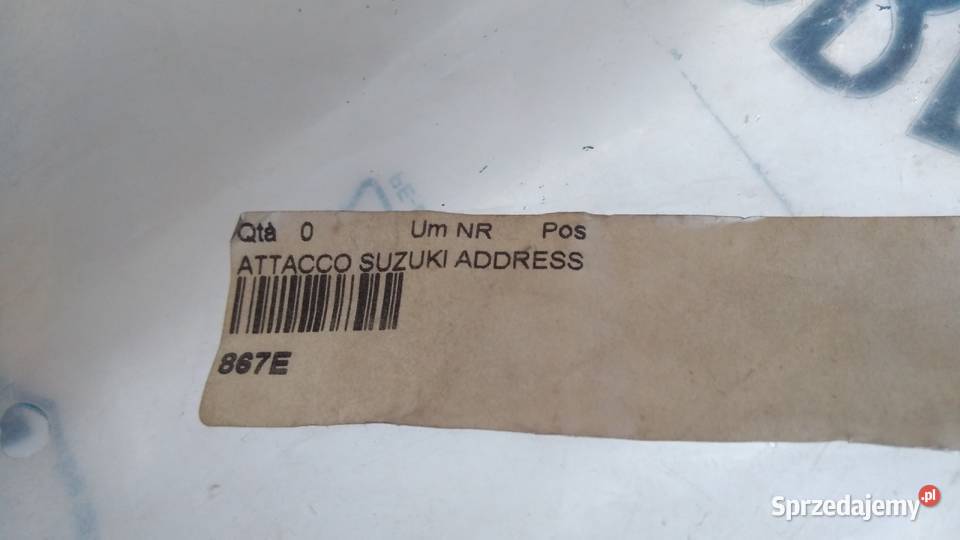 Qtà 0 Um NR Pos
ATTACCO SUZUKI ADDRESS
867E
Sprzedajemy.pl